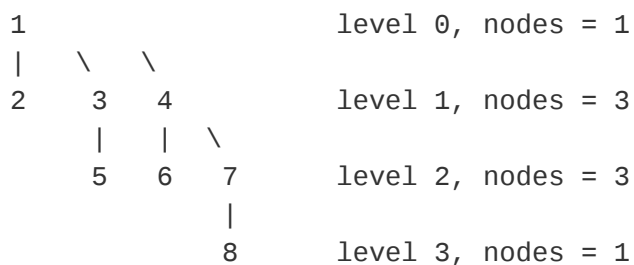 1 level 0, nodes = 1
| \ \
2 3 4 level 1, nodes = 3
| | \
5 6 7 level 2, nodes = 3
|
8 level 3, nodes = 1